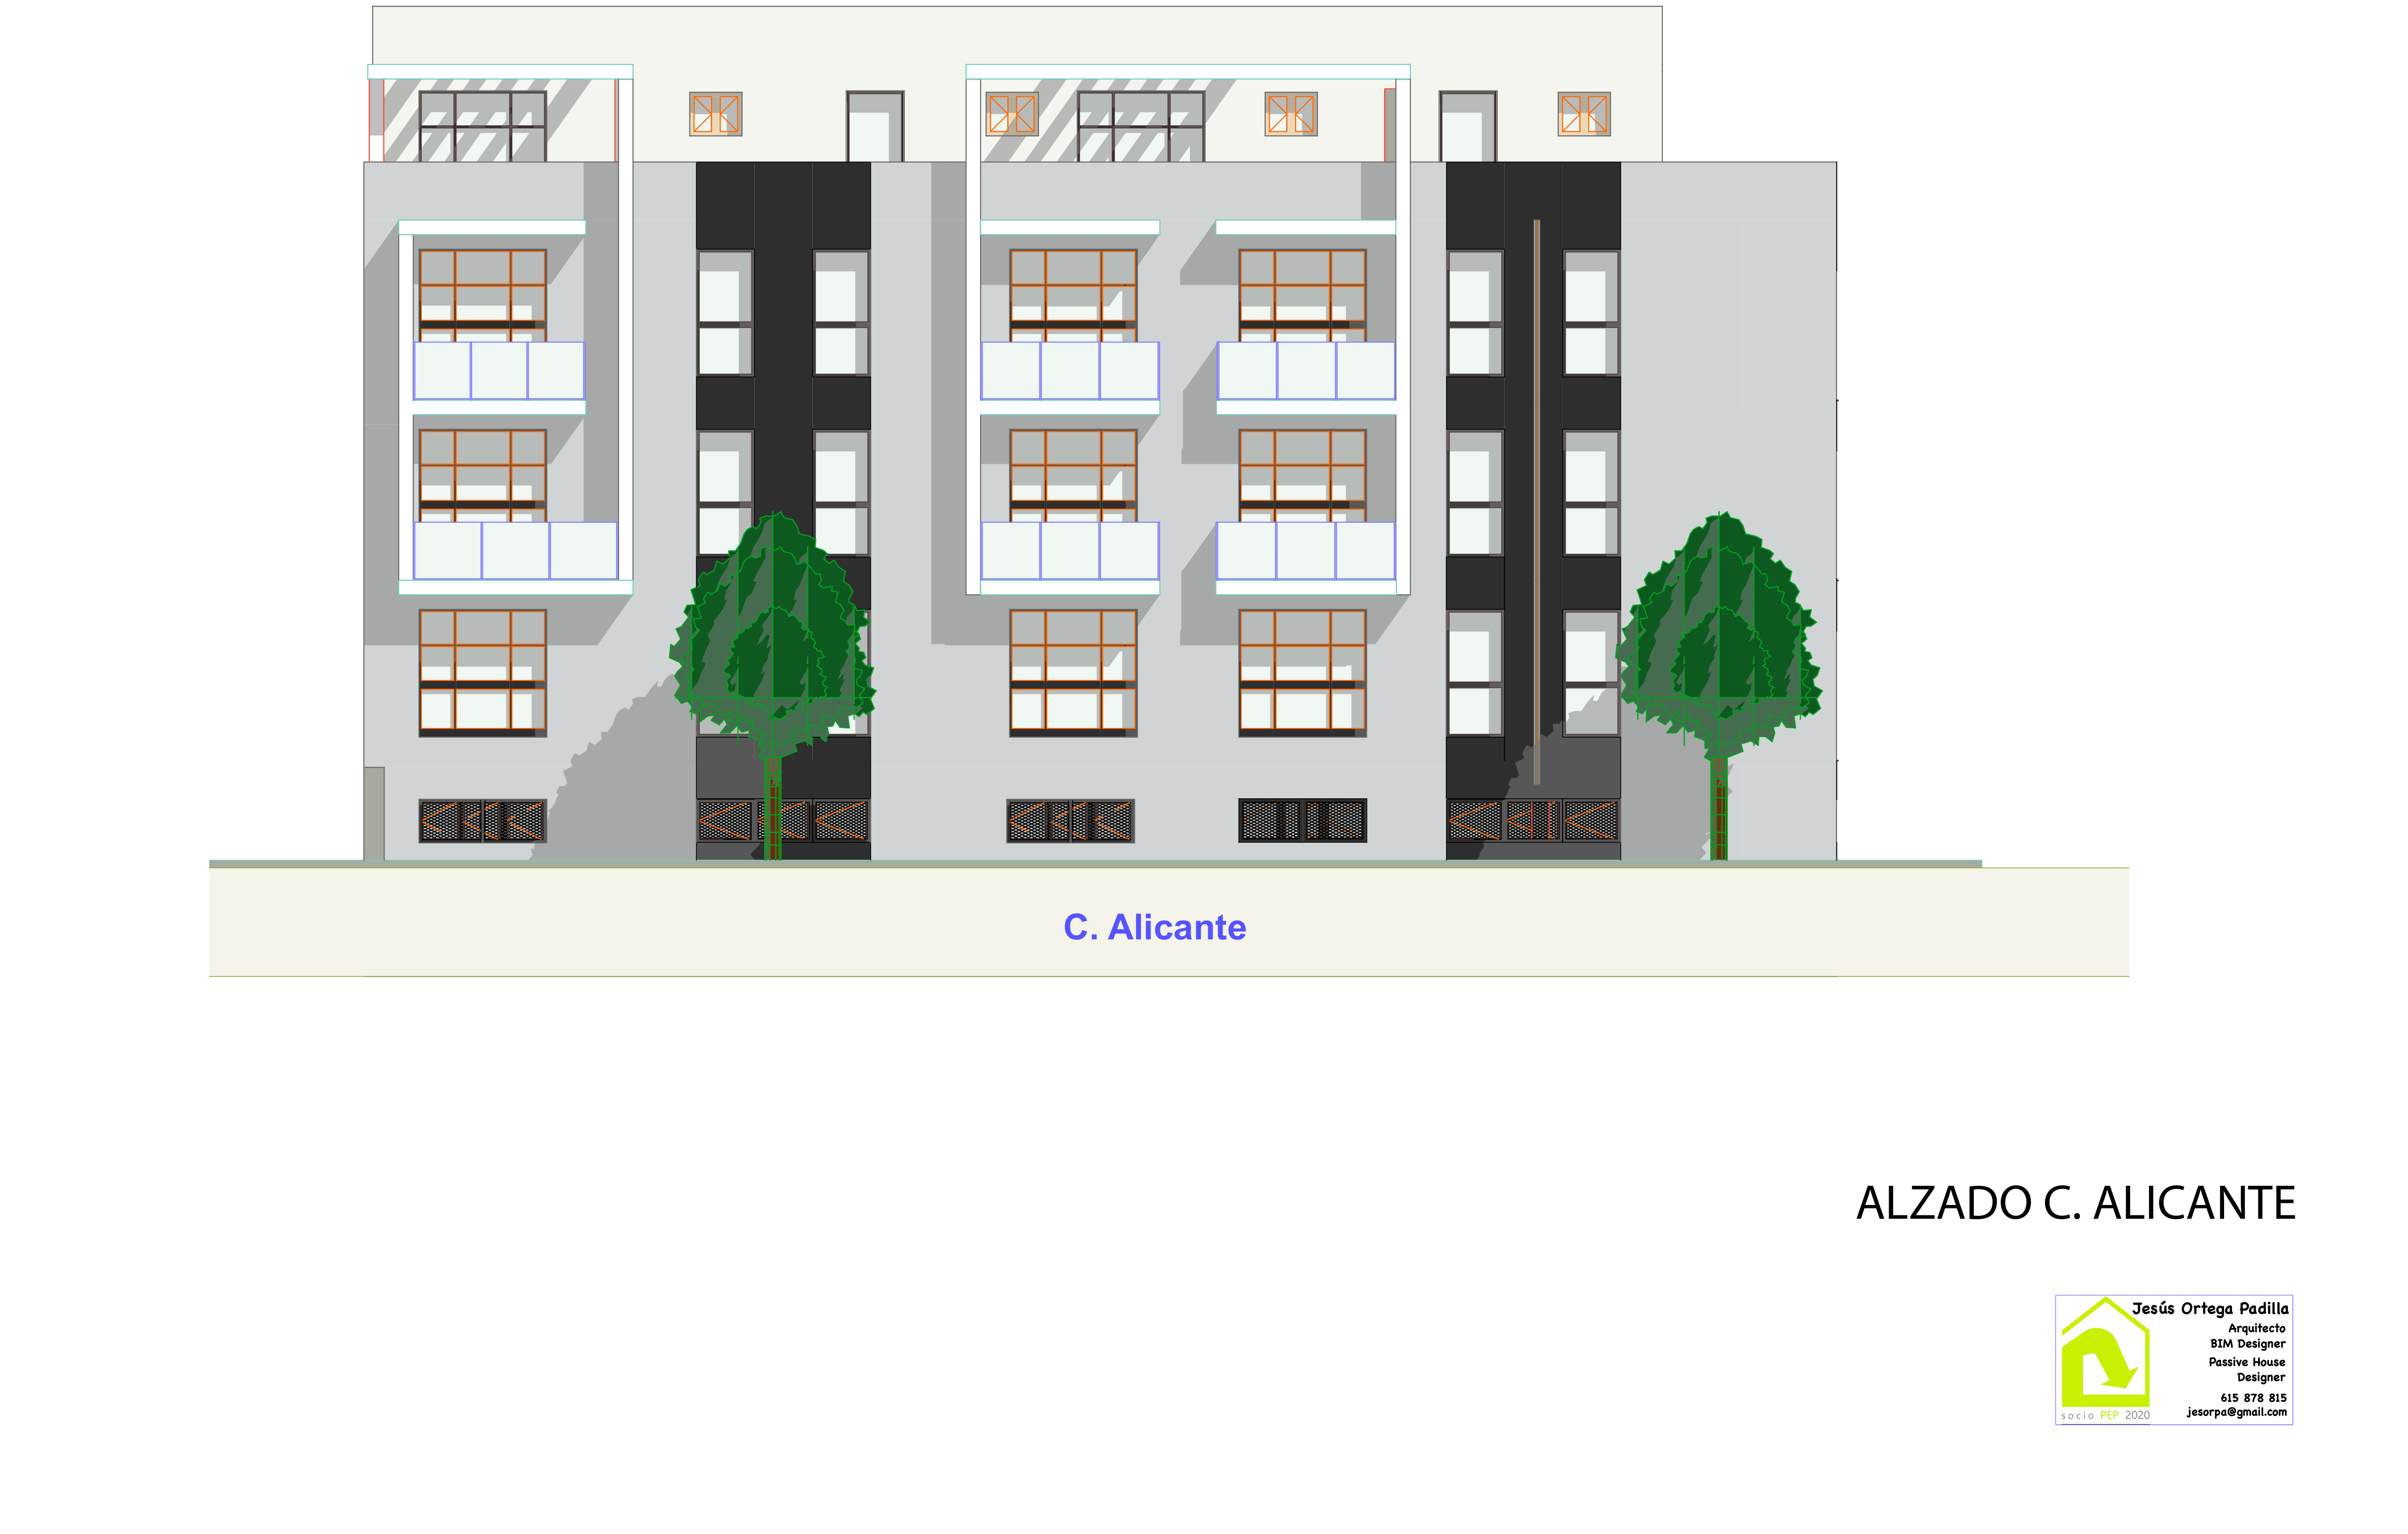 C. Alicante
ALZADO C. ALICANTE
Jesús Ortega Padilla
Arquitecto
BIM Designer
Passive House
Designer
615 878 815
jesorpa@gmail.com
socio PEP 2020